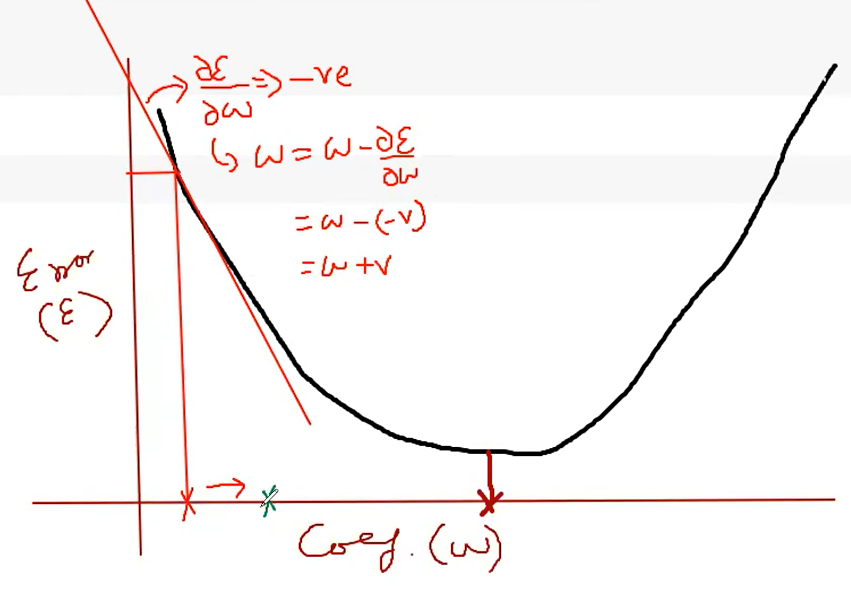 ∂ε/∂ω ⇒ -ve
↳ ω = ω - ∂ε/∂ω
= ω - (-v)
= ω + v
Error
(ε)
Coef. (ω)